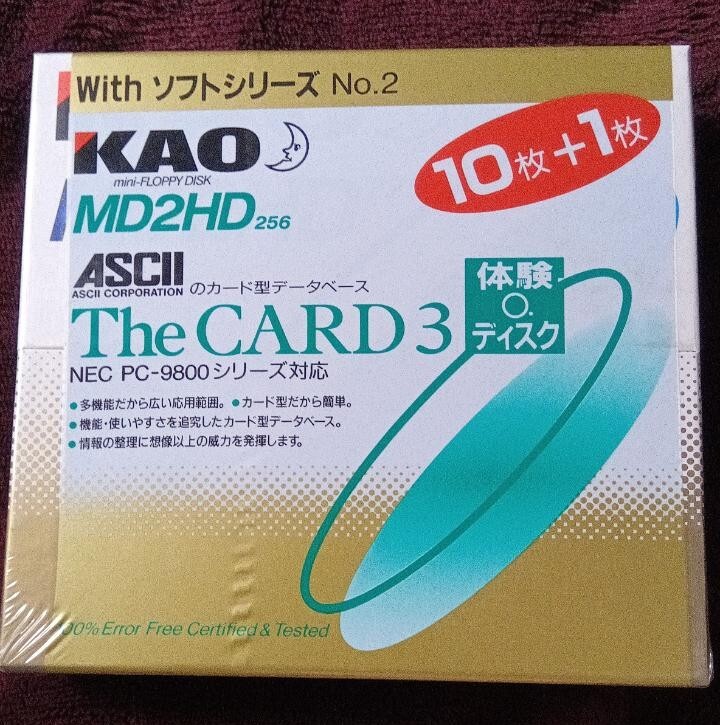 With ソフトシリーズ No.2
KAO
mini-FLOPPY DISK
MD2HD 256
10枚+1枚
ASCII
ASCII CORPORATION のカード型データベース
The CARD 3
体験
ディスク
NEC PC-9800シリーズ対応
●多機能だから広い応用範囲。●カード型だから簡単。
●機能・使いやすさを追究したカード型データベース。
●情報の整理に想像以上の威力を発揮します。
100% Error Free Certified & Tested